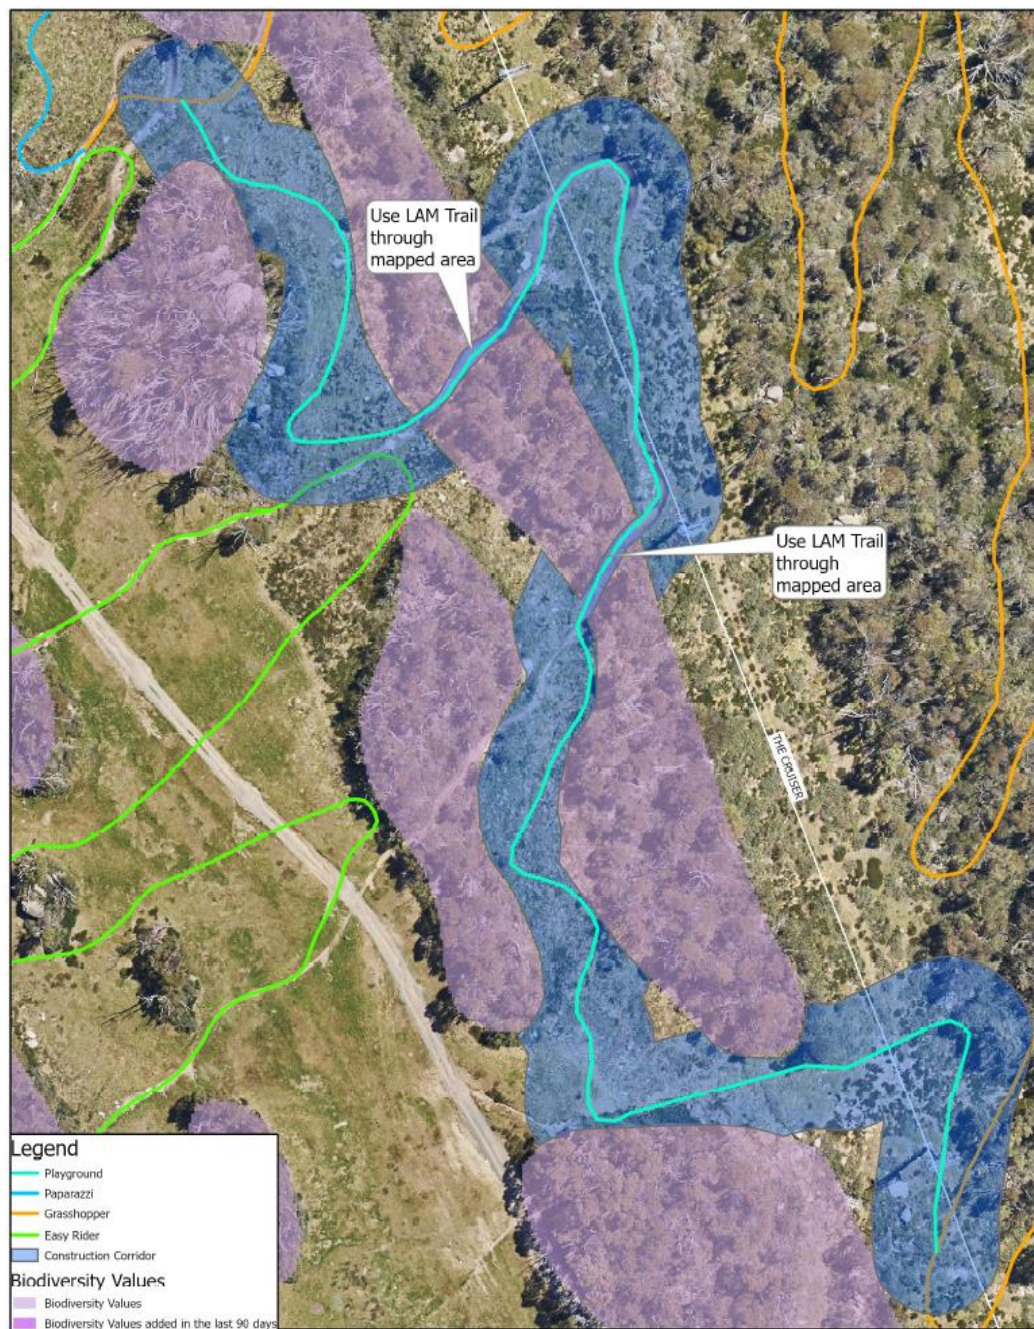 Use LAM Trail
through
mapped area
Use LAM Trail
through
mapped area
THE CRUISER
Legend
Playground
Paparazzi
Grasshopper
Easy Rider
Construction Corridor
Biodiversity Values
Biodiversity Values
Biodiversity Values added in the last 90 days